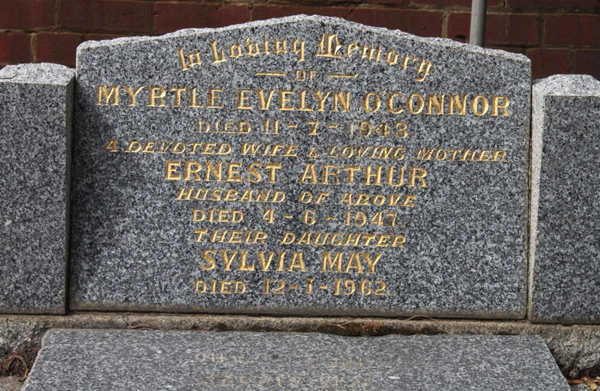 In Loving Memory
OF
MYRTLE EVELYN O'CONNOR
DIED 11-7-1943
A DEVOTED WIFE & LOVING MOTHER
ERNEST ARTHUR
HUSBAND OF ABOVE
DIED 4-6-1947
THEIR DAUGHTER
SYLVIA MAY
DIED 12-1-1962